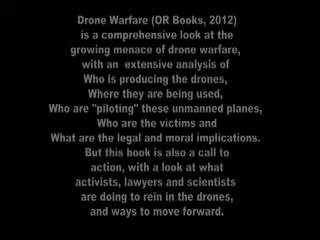 Drone Warfare (OR Books, 2012)
is a comprehensive look at the
growing menace of drone warfare,
with an extensive analysis of
Who is producing the drones,
Where they are being used,
Who are "piloting" these unmanned planes,
Who are the victims and
What are the legal and moral implications.
But this book is also a call to
action, with a look at what
activists, lawyers and scientists
are doing to rein in the drones,
and ways to move forward.